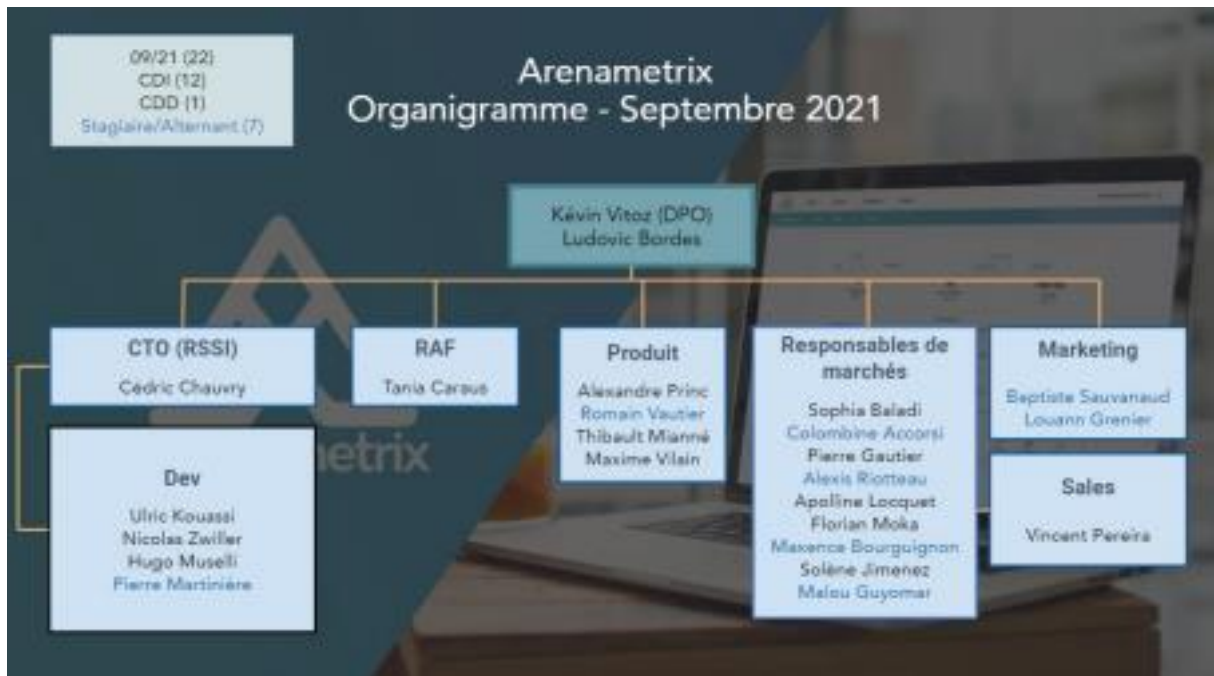 09/21 (22)
CDI (12)
CDD (1)
Stagiaire/Alternant (7)
Arenametrix
Organigramme - Septembre 2021
Kévin Vitoz (DPO)
Ludovic Bordes
CTO (RSSI)
Cédric Chauvry
RAF
Tania Caraus
Produit
Alexandre Princ
Romain Vautier
Thibault Mianné
Maxime Vilain
Responsables de
marchés
Sophia Baladi
Colombine Accorsi
Pierre Gautier
Alexis Riotteau
Apolline Locquet
Florian Moka
Maxence Bourguignon
Solène Jimenez
Malou Guyomar
Marketing
Baptiste Sauvanaud
Louann Grenier
Sales
Vincent Pereira
metrix
Dev
Ulric Kouassi
Nicolas Zwiller
Hugo Muselli
Pierre Martinière